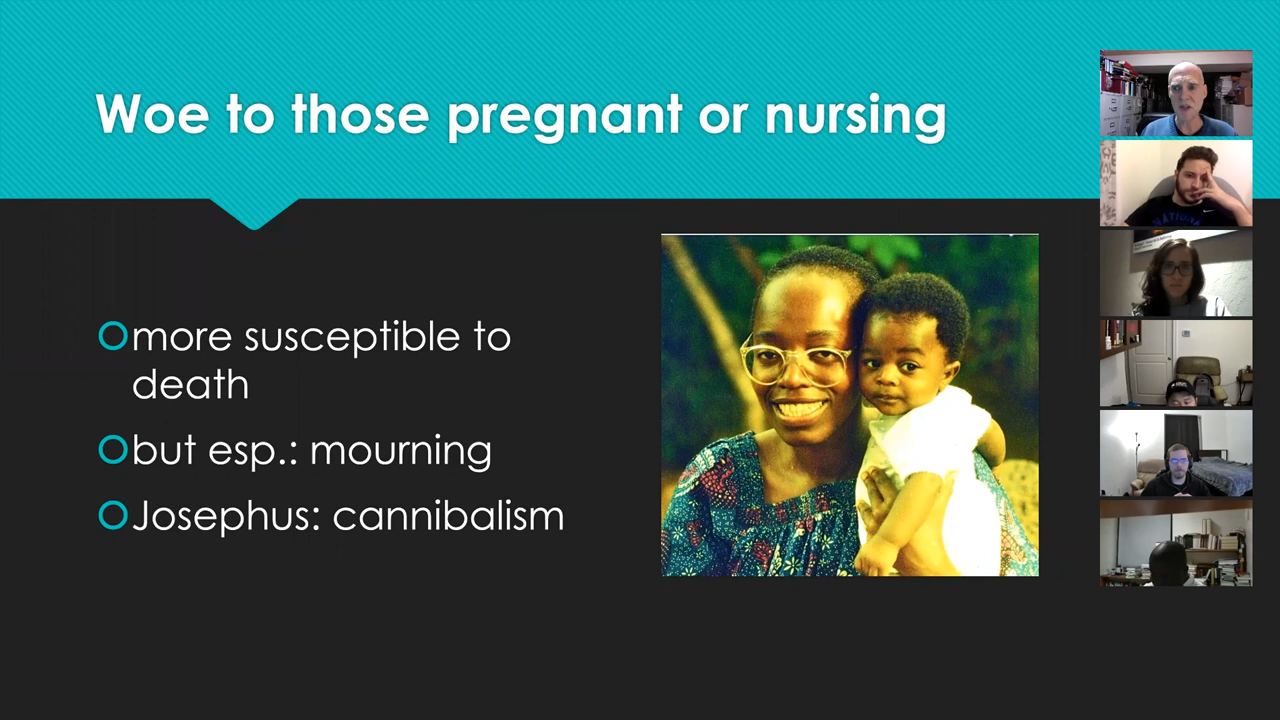 Woe to those pregnant or nursing
more susceptible to
death
but esp.: mourning
Josephus: cannibalism